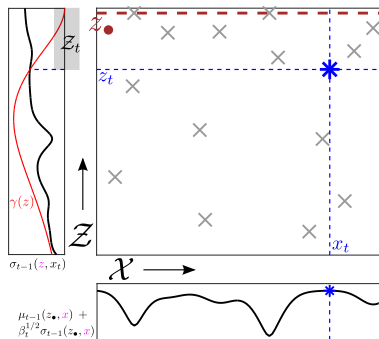 z
𝒵_t
z_t
γ(z)
𝒵
x_t
σ_{t−1}(z, x_t)
𝒳
μ_{t−1}(z_•, x) +
β_t^{1/2}σ_{t−1}(z_•, x)